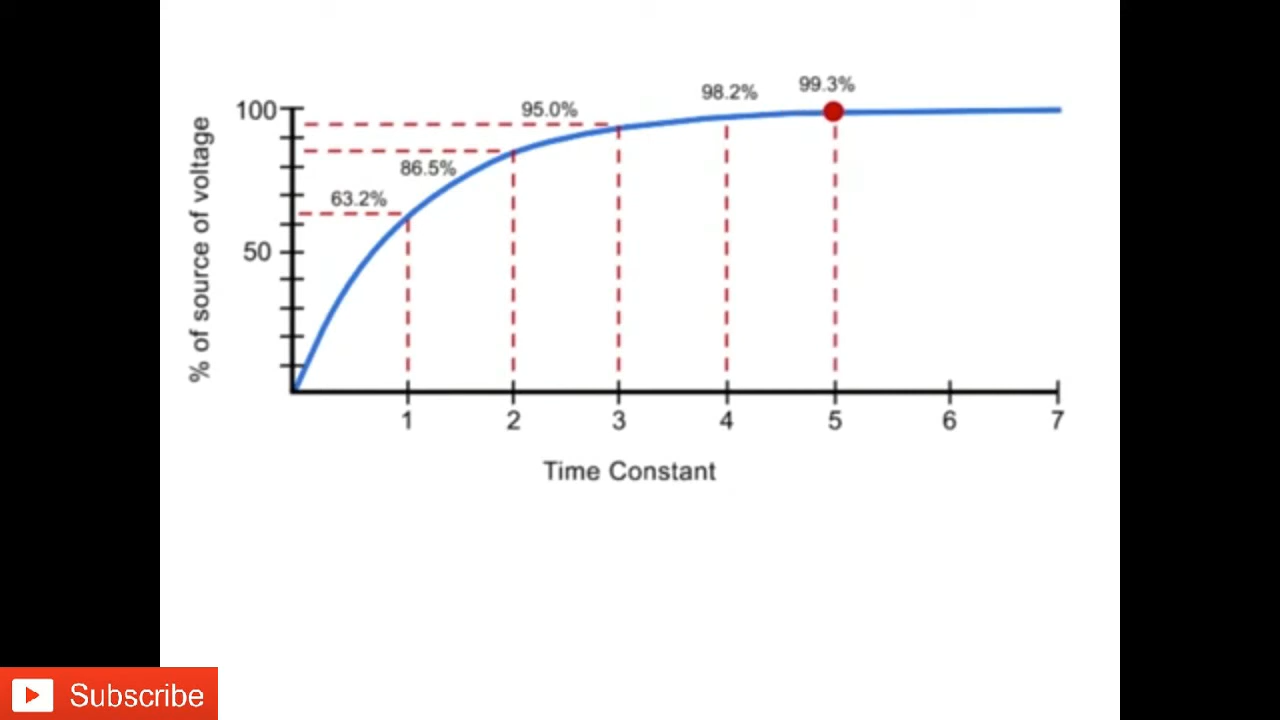 99.3%
98.2%
95.0%
100
86.5%
63.2%
50
% of source of voltage
1 2 3 4 5 6 7
Time Constant
Subscribe